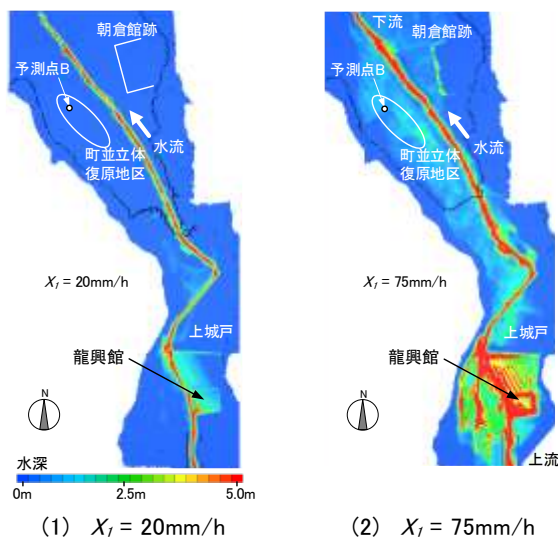 朝倉館跡
予測点B
町並立体
復原地区
水流
X₁ = 20mm/h
上城戸
龍興館
N
水深
0m
2.5m
5.0m
(1) X₁ = 20mm/h
下流
朝倉館跡
予測点B
町並立体
復原地区
水流
X₁ = 75mm/h
上城戸
龍興館
N
上流
(2) X₁ = 75mm/h